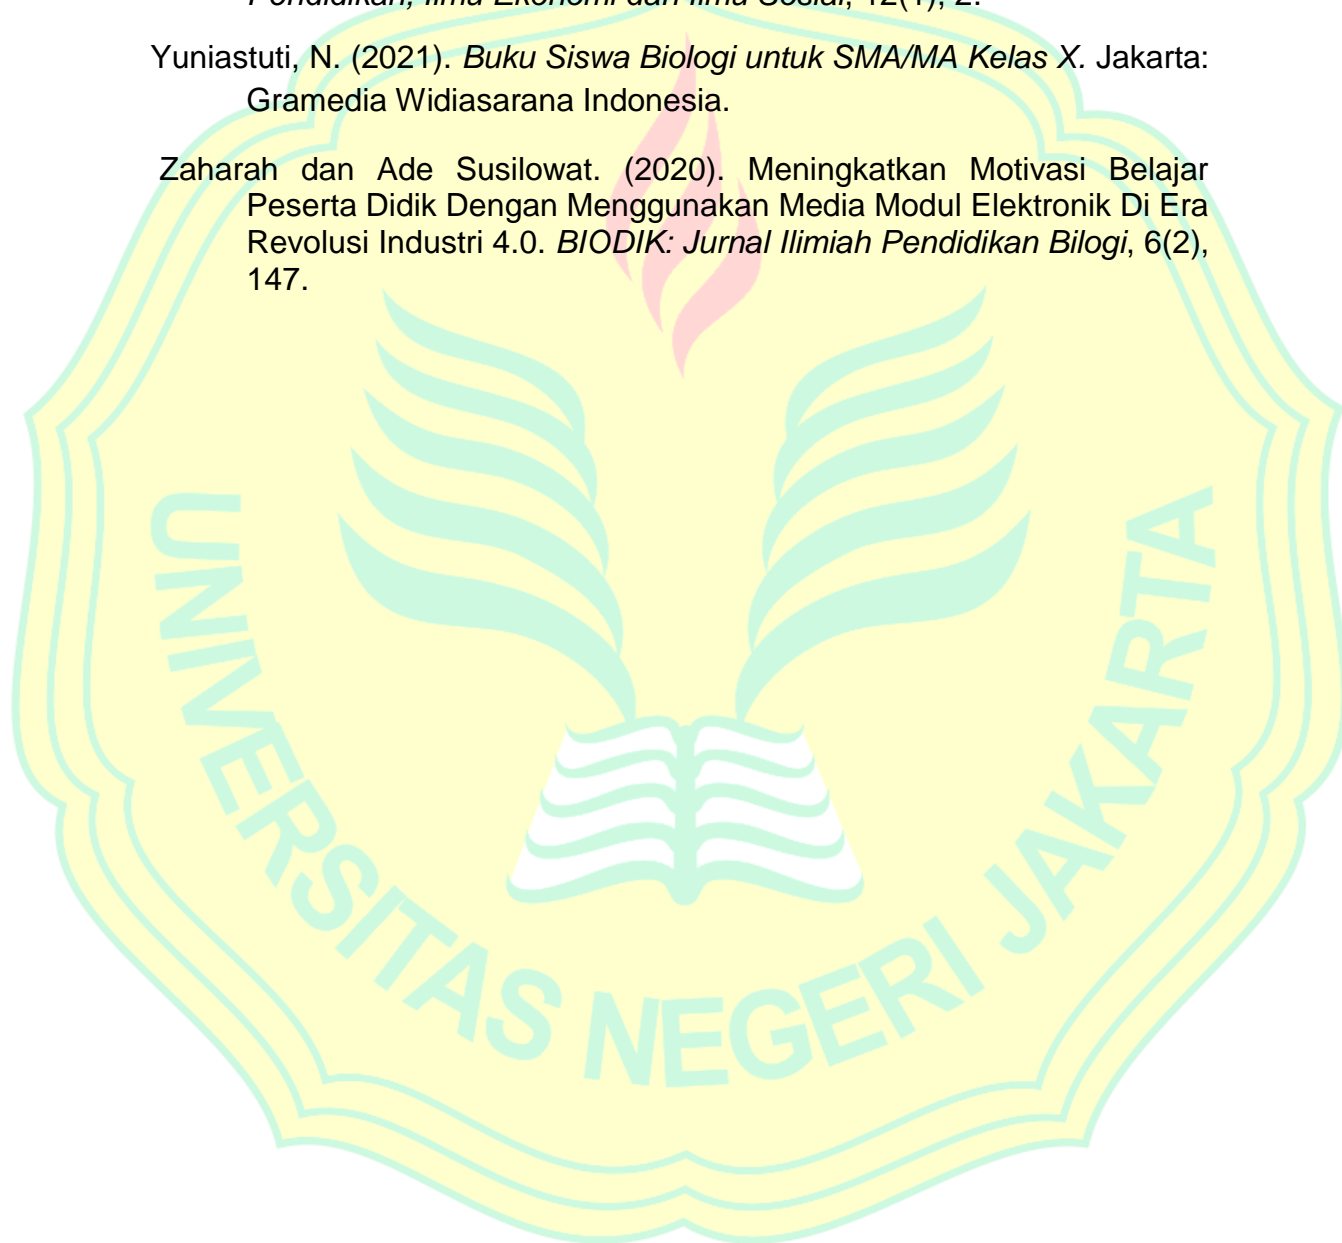 Pendidikan, Ilmu Ekonomi dan Ilmu Sosial, 12(1), 2.
Yuniastuti, N. (2021). Buku Siswa Biologi untuk SMA/MA Kelas X. Jakarta:
Gramedia Widiasarana Indonesia.
Zaharah dan Ade Susilowat. (2020). Meningkatkan Motivasi Belajar
Peserta Didik Dengan Menggunakan Media Modul Elektronik Di Era
Revolusi Industri 4.0. BIODIK: Jurnal Ilimiah Pendidikan Bilogi, 6(2),
147.
UNIVERSITAS NEGERI JAKARTA